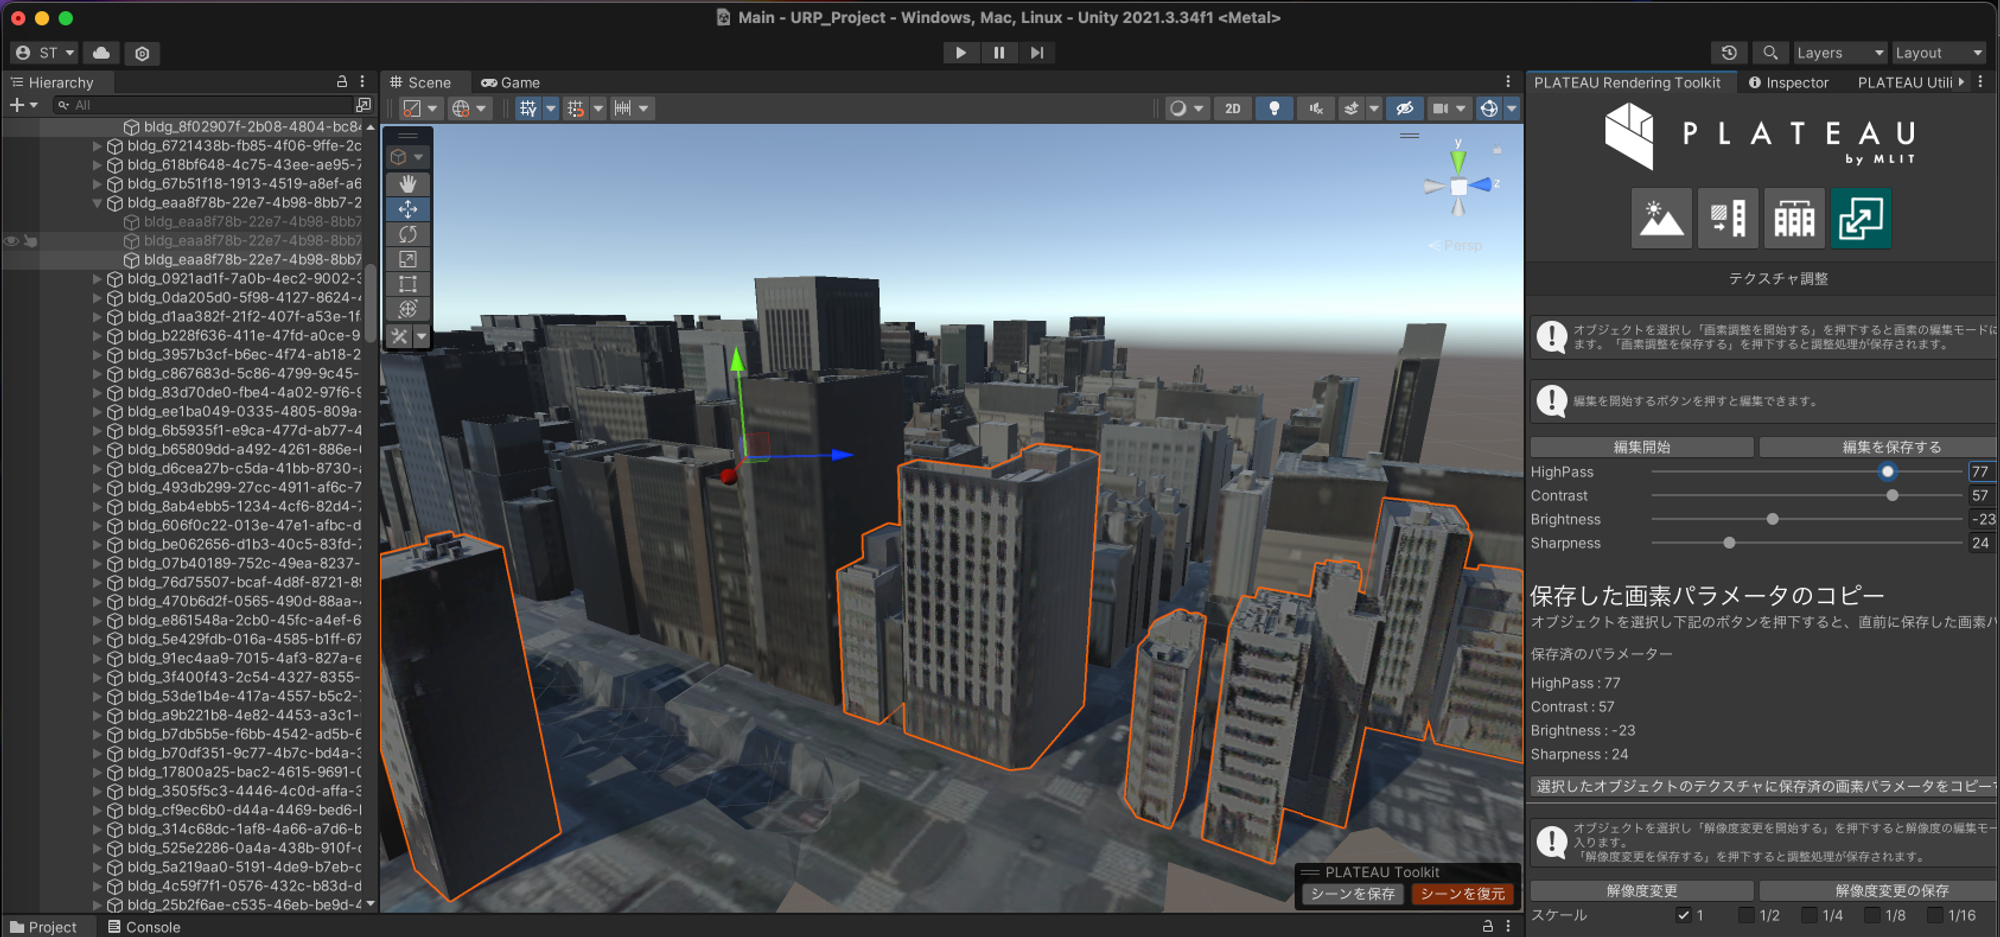 Main - URP_Project - Windows, Mac, Linux - Unity 2021.3.34f1 <Metal>
ST
Layers
Layout
Hierarchy
All
Scene
Game
2D
PLATEAU Rendering Toolkit
Inspector
PLATEAU Utili
bldg_8f02907f-2b08-4804-bc84
bldg_6721438b-fb85-4f06-9ffe-2c
bldg_618bf648-4c75-43ee-ae95-7
bldg_67b51f18-1913-4519-a8ef-a6
bldg_eaa8f78b-22e7-4b98-8bb7-2
bldg_eaa8f78b-22e7-4b98-8bb7
bldg_eaa8f78b-22e7-4b98-8bb7
bldg_eaa8f78b-22e7-4b98-8bb7
bldg_0921ad1f-7a0b-4ec2-9002-3
bldg_0da205d0-5f98-4127-8624-4
bldg_d1aa382f-21f2-407f-a53e-1f
bldg_b228f636-411e-47fd-a0ce-9
bldg_3957b3cf-b6ec-4f74-ab18-2
bldg_c867683d-5c86-4799-9c45-
bldg_83d70de0-fbe4-4a02-97f6-9
bldg_ee1ba049-0335-4805-809a-
bldg_6b5935f1-e9ca-477d-ab77-4
bldg_b65809dd-a492-4261-886e-6
bldg_d6cea27b-c5da-41bb-8730-a
bldg_493db299-27cc-4911-af6c-7
bldg_8ab4ebb5-1234-4cf6-82d4-7
bldg_606f0c22-013e-47e1-afbc-d
bldg_be062656-d1b3-40c5-83fd-7
bldg_07b40189-752c-49ea-8237-
bldg_76d75507-bcaf-4d8f-8721-89
bldg_470b6d2f-0565-490d-88aa-4
bldg_e861548a-2cb0-45fc-a4ef-6
bldg_5e429fdb-016a-4585-b1ff-67
bldg_91ec4aa9-7015-4af3-827a-e
bldg_3f400f43-2c54-4327-8355-
bldg_53de1b4e-417a-4557-b5c2-7
bldg_a9b221b8-4e82-4453-a3c1-
bldg_b7db5b5e-f6bb-4542-ad5b-6
bldg_b70df351-9c77-4b7c-bd4a-3
bldg_17800a25-bac2-4615-9691-0
bldg_3505f5c3-4446-4c0d-affa-3
bldg_cf9ec6b0-d44a-4469-bed6-
bldg_314c68dc-1af8-4a66-a7d6-b
bldg_525e2286-0a4a-438b-910f-c
bldg_5a219aa0-5191-4de9-b7eb-c
bldg_4c59f7f1-0576-432c-b83d-d
bldg_25b2f6ae-c535-46eb-be9d-4
Project
Console
y
z
Persp
PLATEAU Toolkit
シーンを保存
シーンを復元
PLATEAU
by MLIT
テクスチャ調整
オブジェクトを選択し「画素調整を開始する」を押下すると画素の編集モードに
ます。「画素調整を保存する」を押下すると調整処理が保存されます。
編集を開始するボタンを押すと編集できます。
編集開始
編集を保存する
HighPass 77
Contrast 57
Brightness -23
Sharpness 24
保存した画素パラメータのコピー
オブジェクトを選択し下記のボタンを押下すると、直前に保存した画素パ
保存済のパラメーター
HighPass : 77
Contrast : 57
Brightness : -23
Sharpness : 24
選択したオブジェクトのテクスチャに保存済の画素パラメータをコピー
オブジェクトを選択し「解像度変更を開始する」を押下すると解像度の編集モー
入ります。
「解像度変更を保存する」を押下すると調整処理が保存されます。
解像度変更
解像度変更の保存
スケール 1 1/2 1/4 1/8 1/16